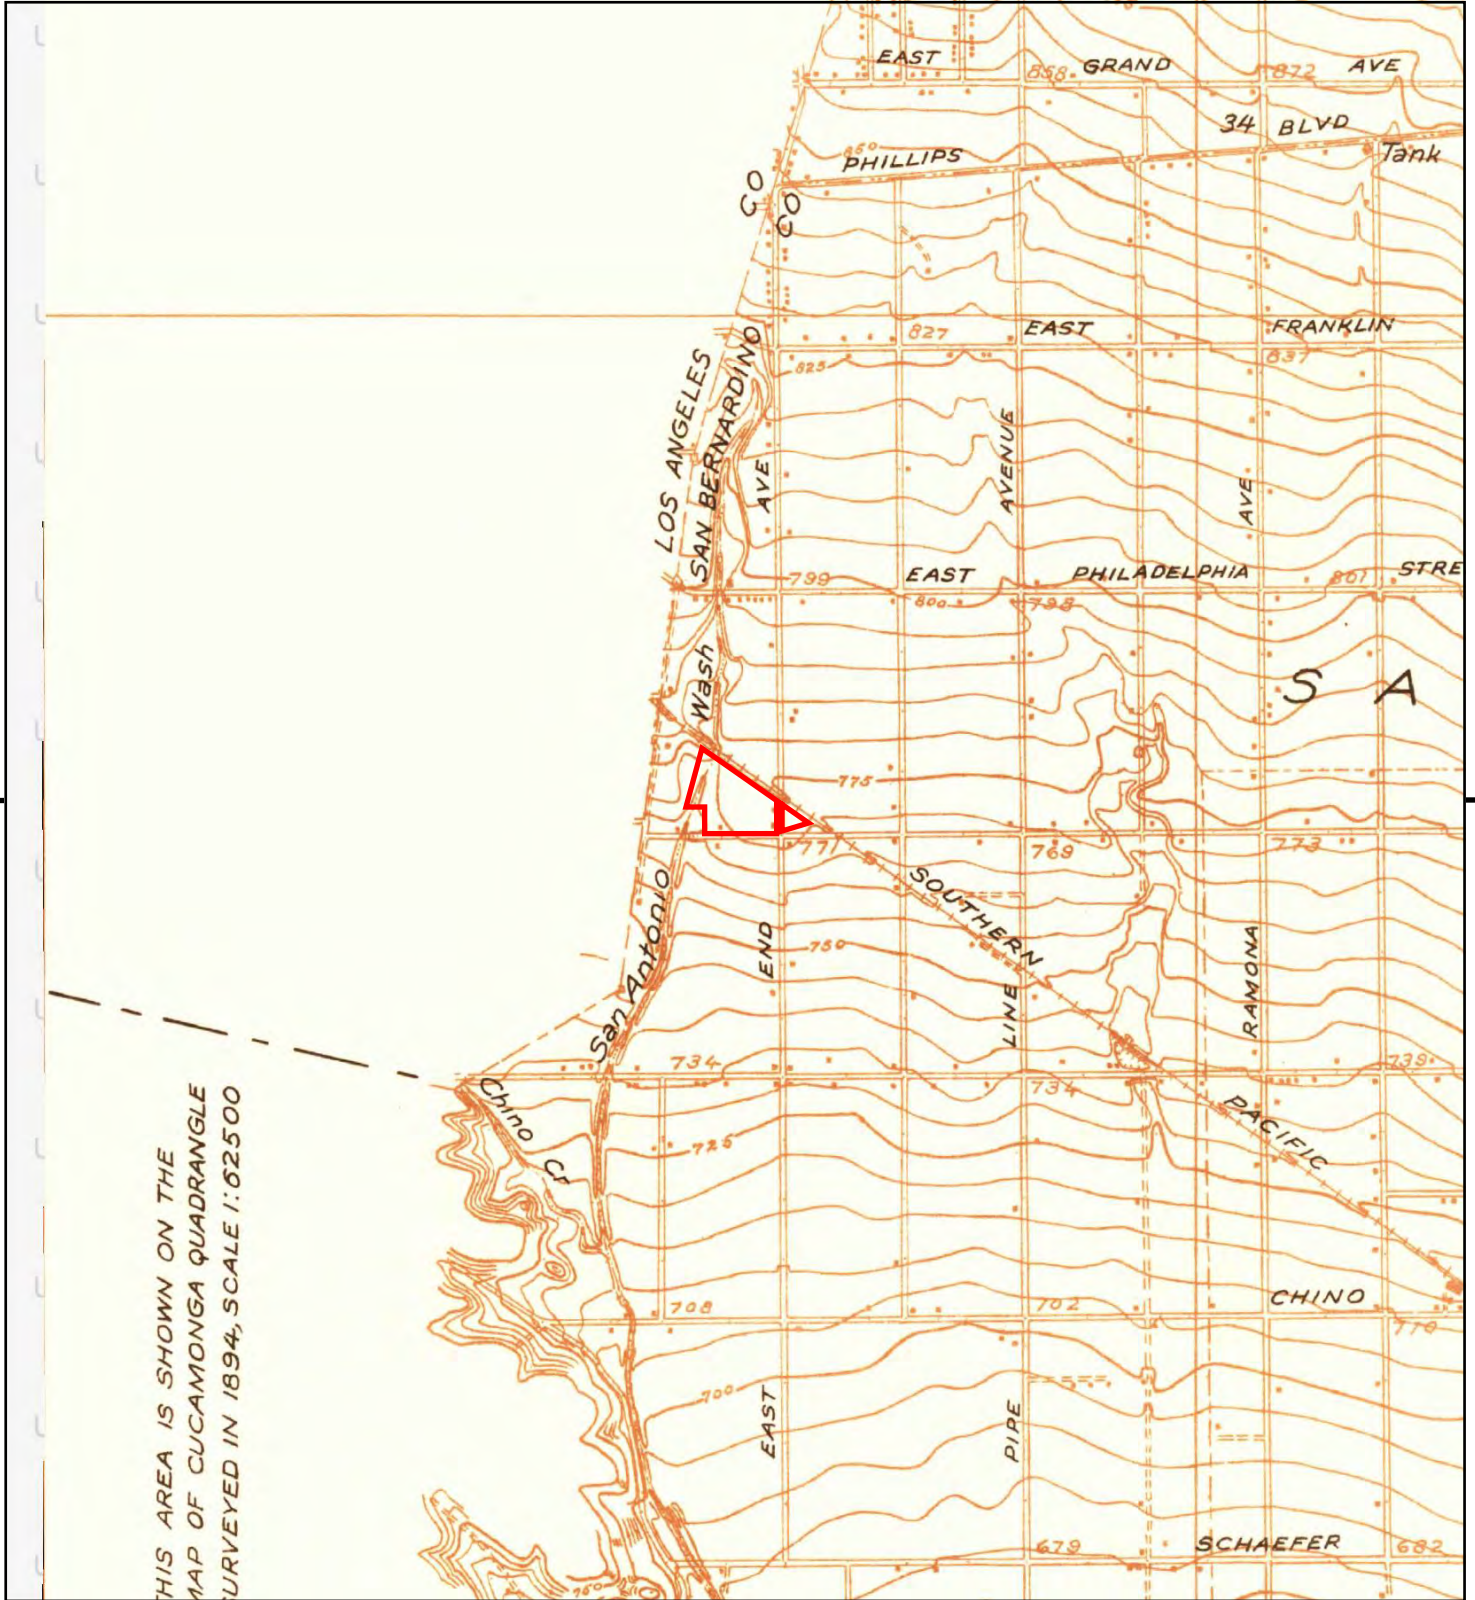 EAST
GRAND
AVE
858
872
34 BLVD
Tank
850
PHILLIPS
CO
CO
827
EAST
FRANKLIN
837
825
LOS ANGELES
SAN BERNARDINO
AVE
AVENUE
AVE
799
EAST
PHILADELPHIA
801
STRE
800
798
Wash
S A
775
771
769
773
SOUTHERN
San Antonio
END
750
LINE
RAMONA
734
734
739
Chino
Cr
PACIFIC
725
THIS AREA IS SHOWN ON THE
MAP OF CUCAMONGA QUADRANGLE
SURVEYED IN 1894, SCALE 1:62500
708
702
CHINO
710
700
EAST
PIPE
679
SCHAEFER
682